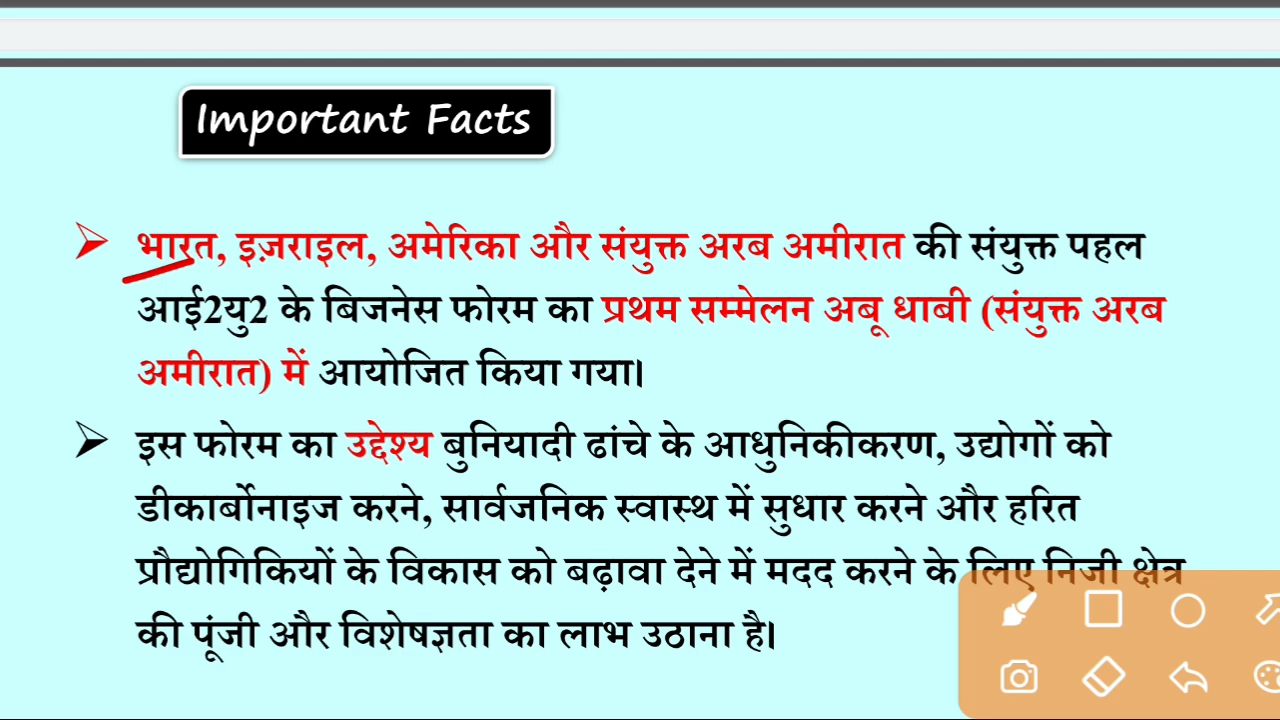 Important Facts
भारत, इज़राइल, अमेरिका और संयुक्त अरब अमीरात की संयुक्त पहल
आई2यु2 के बिजनेस फोरम का प्रथम सम्मेलन अबू धाबी (संयुक्त अरब
अमीरात) में आयोजित किया गया।
इस फोरम का उद्देश्य बुनियादी ढांचे के आधुनिकीकरण, उद्योगों को
डीकार्बोनाइज करने, सार्वजनिक स्वास्थ में सुधार करने और हरित
प्रौद्योगिकियों के विकास को बढ़ावा देने में मदद करने के लिए निजी क्षेत्र
की पूंजी और विशेषज्ञता का लाभ उठाना है।